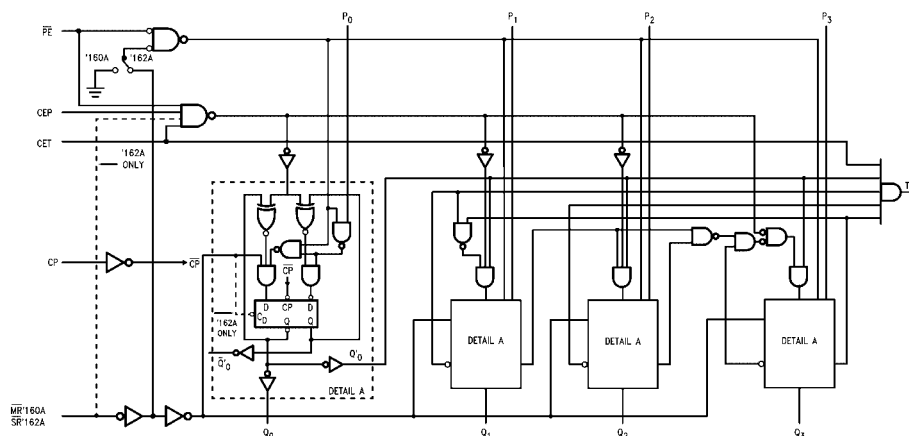 P0 P1 P2 P3
PE
'160A '162A
CEP
CET
'162A
ONLY
T
CP CP
CP
D CP D
CD Q Q
'162A
ONLY
DETAIL A DETAIL A DETAIL A
Q'0 Q'0
DETAIL A
MR'160A
SR'162A
Q0 Q1 Q2 Q3